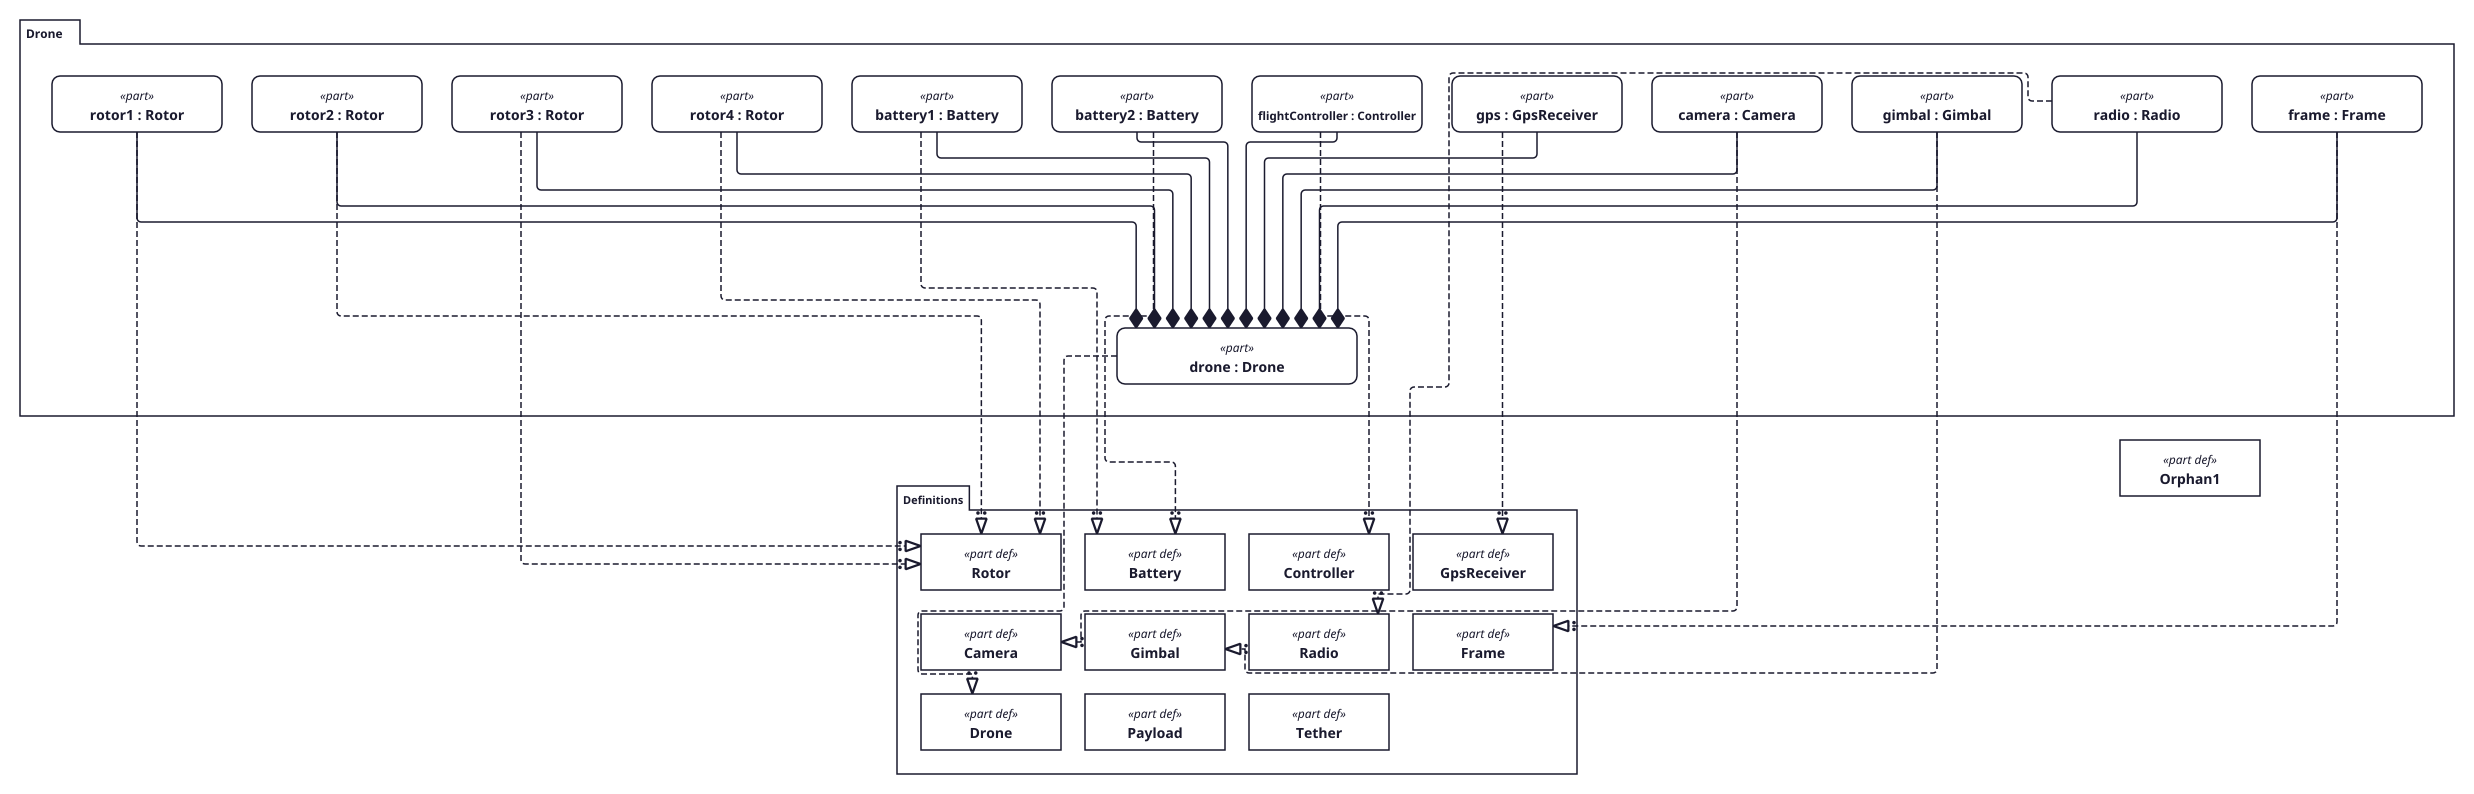 Drone
«part»
rotor1 : Rotor
«part»
rotor2 : Rotor
«part»
rotor3 : Rotor
«part»
rotor4 : Rotor
«part»
battery1 : Battery
«part»
battery2 : Battery
«part»
flightController : Controller
«part»
gps : GpsReceiver
«part»
camera : Camera
«part»
gimbal : Gimbal
«part»
radio : Radio
«part»
frame : Frame
«part»
drone : Drone
«part def»
Orphan1
Definitions
«part def»
Rotor
«part def»
Battery
«part def»
Controller
«part def»
GpsReceiver
«part def»
Camera
«part def»
Gimbal
«part def»
Radio
«part def»
Frame
«part def»
Drone
«part def»
Payload
«part def»
Tether